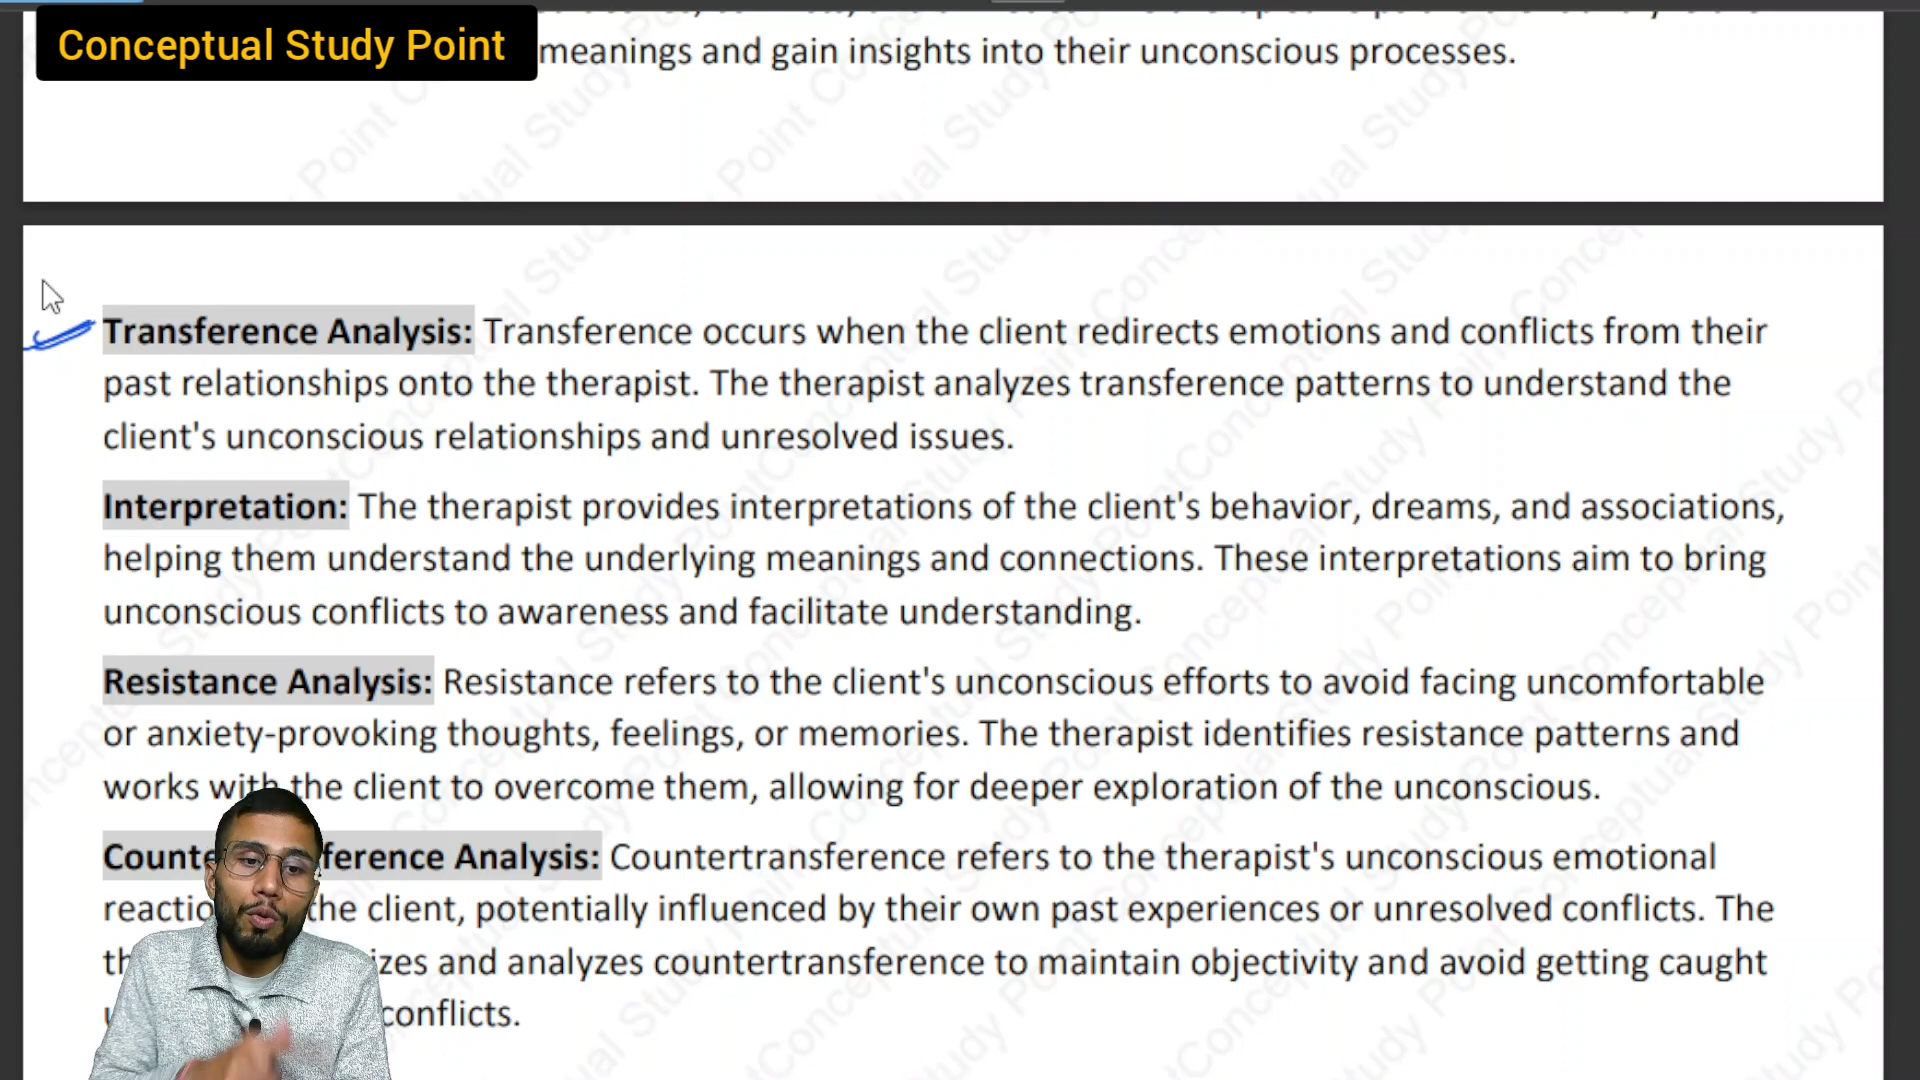 Conceptual Study Point
meanings and gain insights into their unconscious processes.
Transference Analysis: Transference occurs when the client redirects emotions and conflicts from their
past relationships onto the therapist. The therapist analyzes transference patterns to understand the
client's unconscious relationships and unresolved issues.
Interpretation: The therapist provides interpretations of the client's behavior, dreams, and associations,
helping them understand the underlying meanings and connections. These interpretations aim to bring
unconscious conflicts to awareness and facilitate understanding.
Resistance Analysis: Resistance refers to the client's unconscious efforts to avoid facing uncomfortable
or anxiety-provoking thoughts, feelings, or memories. The therapist identifies resistance patterns and
works with the client to overcome them, allowing for deeper exploration of the unconscious.
Analysis: Countertransference refers to the therapist's unconscious emotional
the client, potentially influenced by their own past experiences or unresolved conflicts. The
and analyzes countertransference to maintain objectivity and avoid getting caught
conflicts.